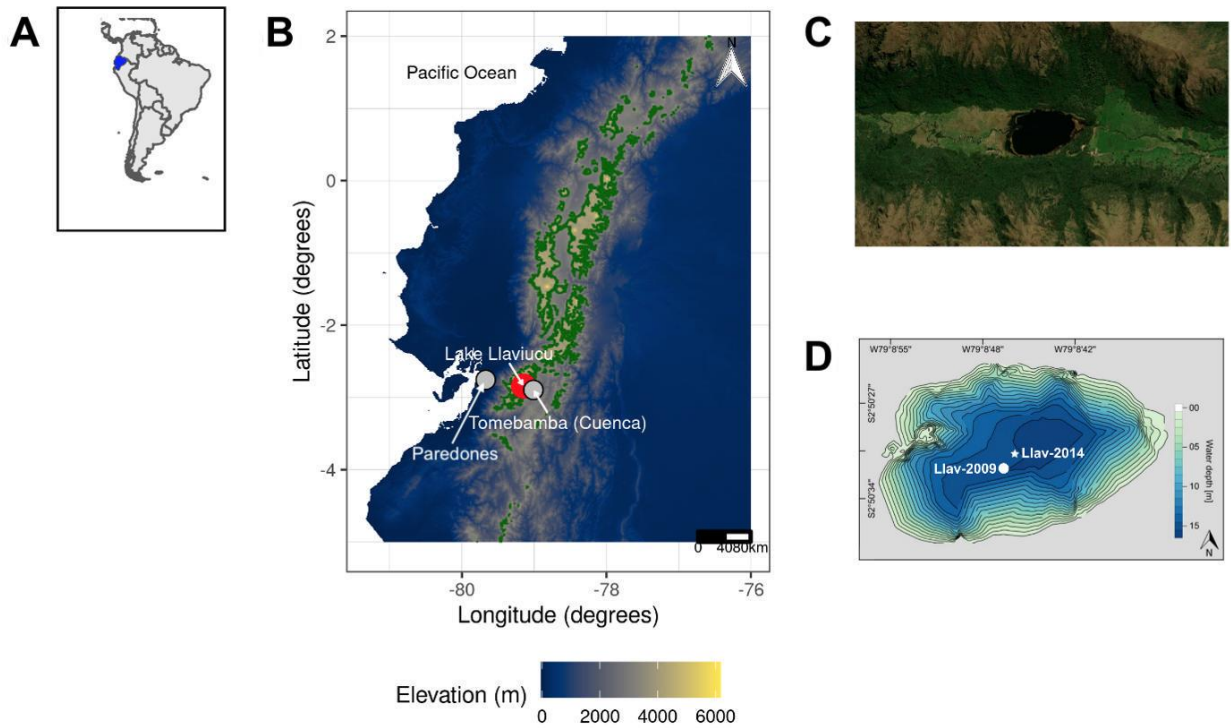 A
B
2
0
-2
-4
Latitude (degrees)
Pacific Ocean
N
Lake Llaviucu
Tomebamba (Cuenca)
Paredones
0 4080km
-80
-78
-76
Longitude (degrees)
Elevation (m)
0
2000
4000
6000
C
D
W79°8'55"
W79°8'48"
W79°8'42"
S2°50'27"
S2°50'34"
Llav-2014
Llav-2009
00
05
10
15
Water depth [m]
N